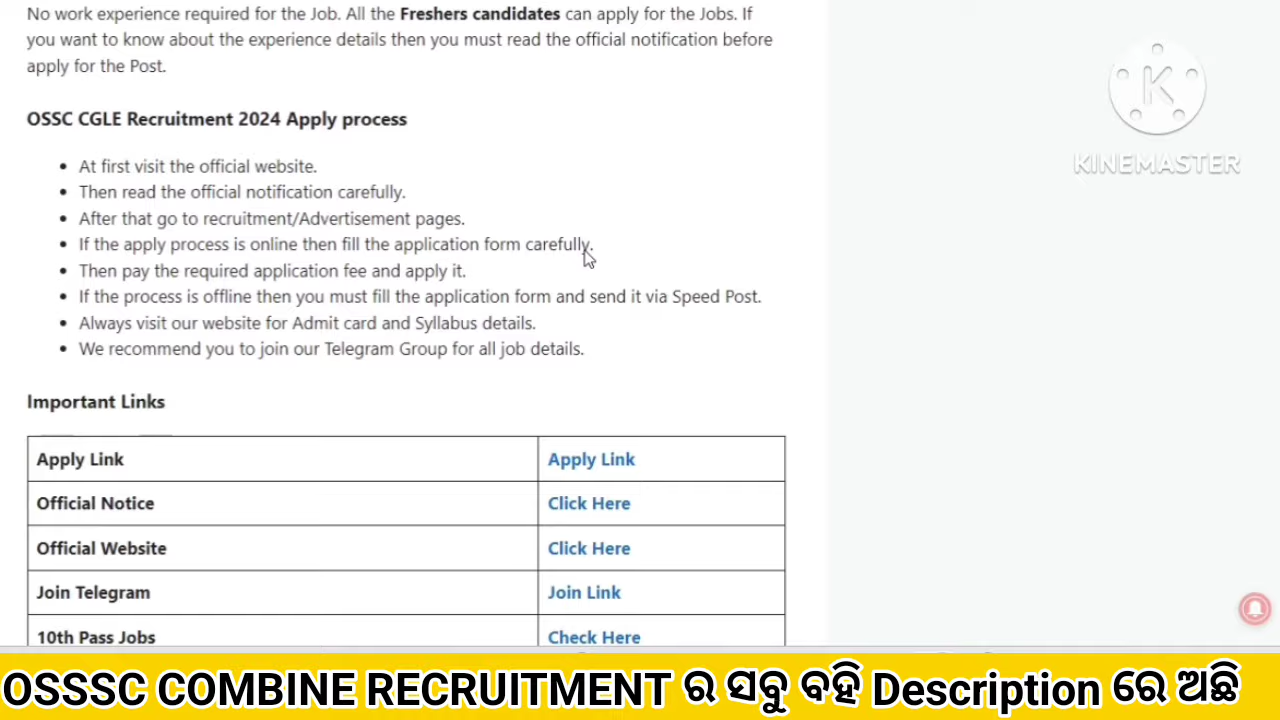 No work experience required for the Job. All the Freshers candidates can apply for the Jobs. If
you want to know about the experience details then you must read the official notification before
apply for the Post.
OSSC CGLE Recruitment 2024 Apply process
• At first visit the official website.
• Then read the official notification carefully.
• After that go to recruitment/Advertisement pages.
• If the apply process is online then fill the application form carefully.
• Then pay the required application fee and apply it.
• If the process is offline then you must fill the application form and send it via Speed Post.
• Always visit our website for Admit card and Syllabus details.
• We recommend you to join our Telegram Group for all job details.
Important Links
Apply Link Apply Link
Official Notice Click Here
Official Website Click Here
Join Telegram Join Link
10th Pass Jobs Check Here
K
KINEMASTER
OSSSC COMBINE RECRUITMENT ର ସବୁ ବହି Description ରେ ଅଛି